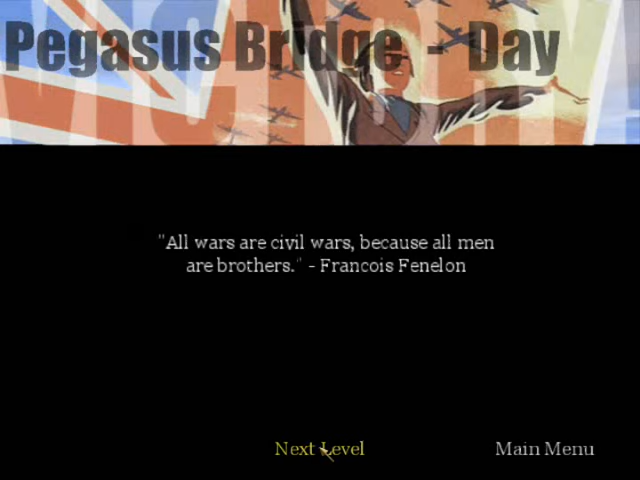 Pegasus Bridge - Day
"All wars are civil wars, because all men
are brothers." - Francois Fenelon
Next Level
Main Menu